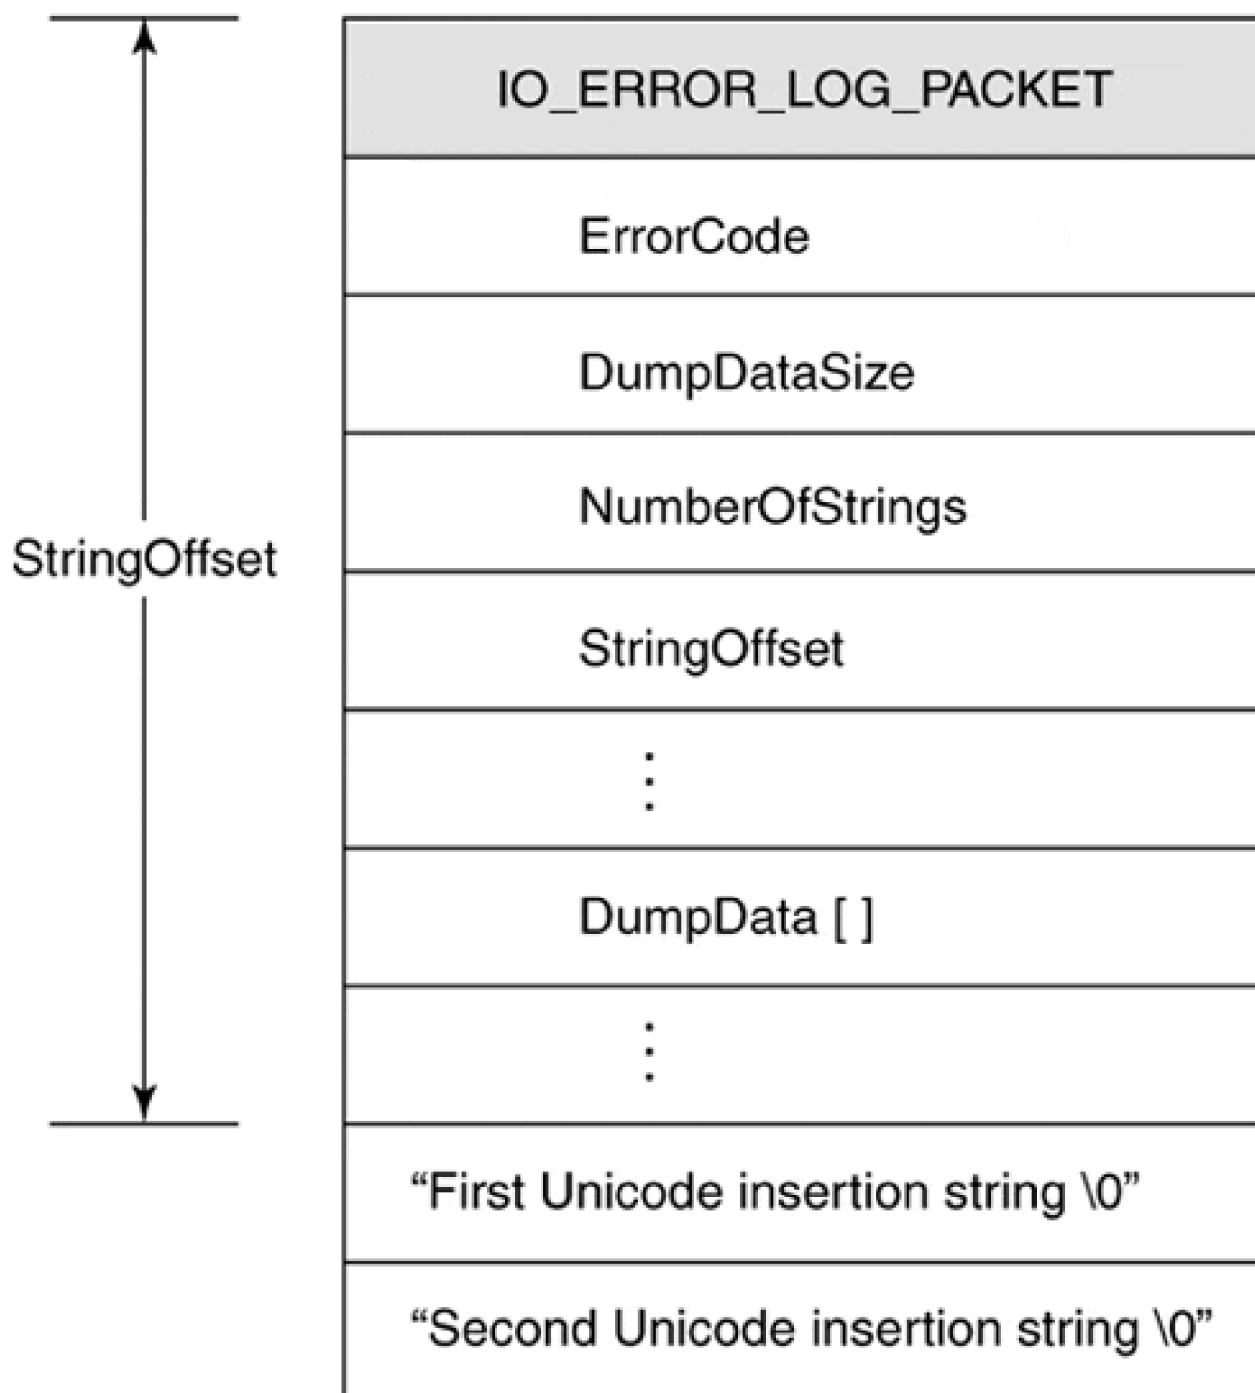 IO_ERROR_LOG_PACKET
ErrorCode
DumpDataSize
NumberOfStrings
StringOffset
StringOffset
⋮
DumpData [ ]
⋮
“First Unicode insertion string \0”
“Second Unicode insertion string \0”